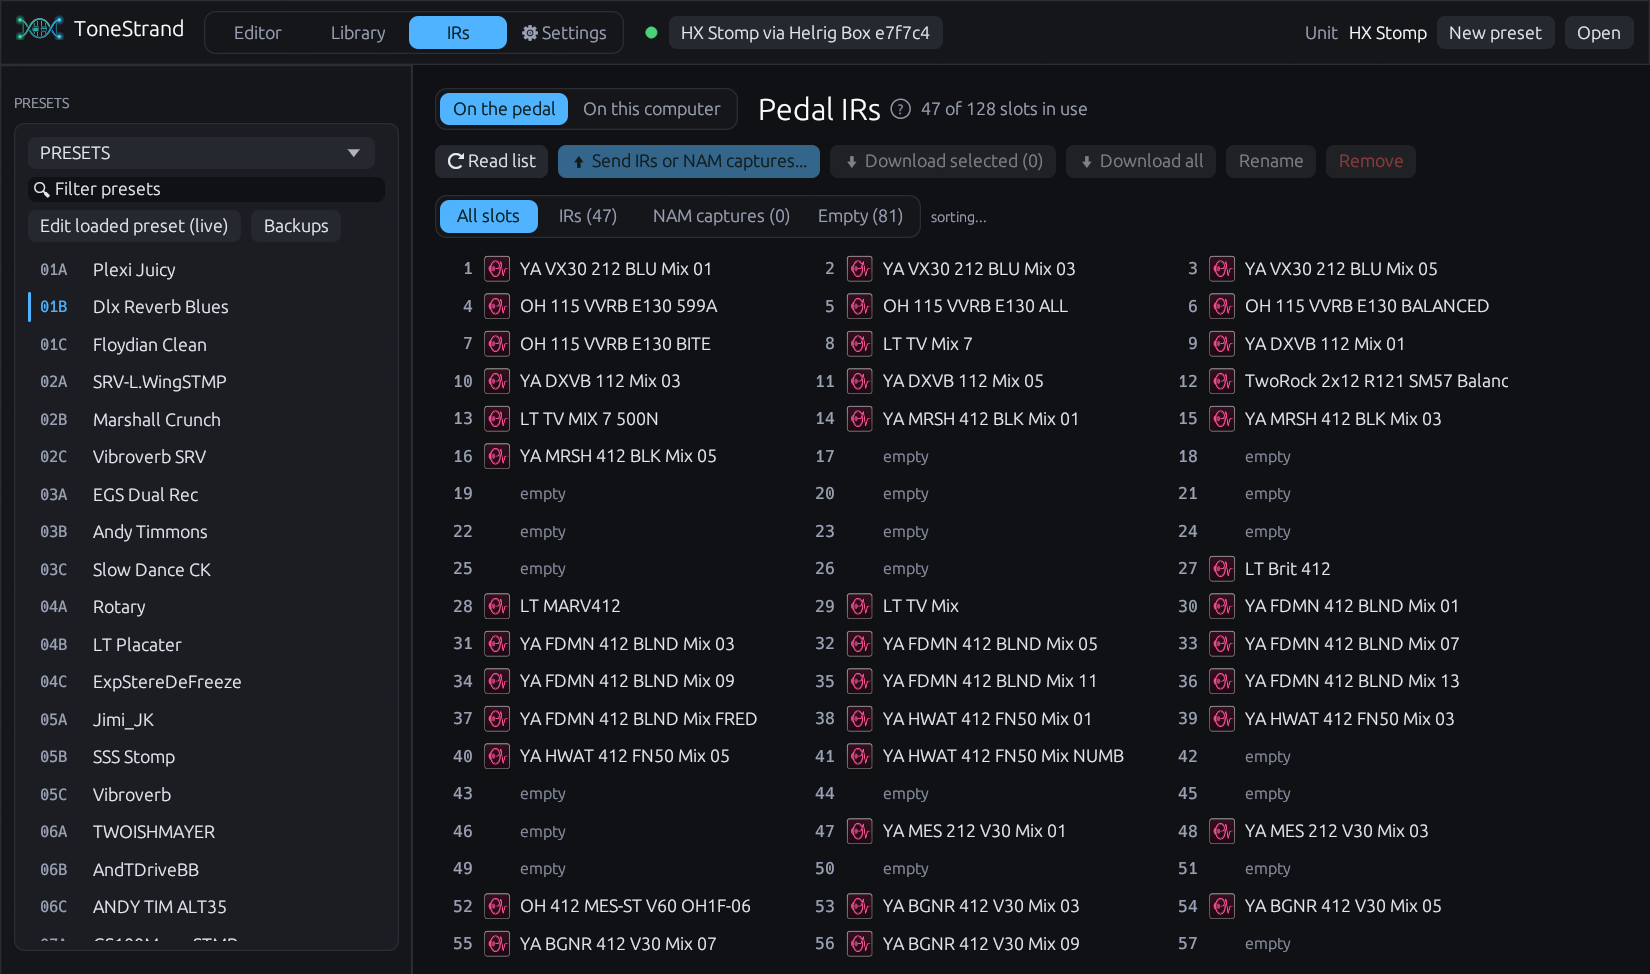 ToneStrand
Editor
Library
IRs
Settings
HX Stomp via Helrig Box e7f7c4
Unit HX Stomp
New preset
Open
PRESETS
PRESETS
Filter presets
Edit loaded preset (live)
Backups
01A Plexi Juicy
01B Dlx Reverb Blues
01C Floydian Clean
02A SRV-L.WingSTMP
02B Marshall Crunch
02C Vibroverb SRV
03A EGS Dual Rec
03B Andy Timmons
03C Slow Dance CK
04A Rotary
04B LT Placater
04C ExpStereDeFreeze
05A Jimi_JK
05B SSS Stomp
05C Vibroverb
06A TWOISHMAYER
06B AndTDriveBB
06C ANDY TIM ALT35
On the pedal
On this computer
Pedal IRs ? 47 of 128 slots in use
Read list
Send IRs or NAM captures...
Download selected (0)
Download all
Rename
Remove
All slots
IRs (47)
NAM captures (0)
Empty (81)
sorting...
1 YA VX30 212 BLU Mix 01
2 YA VX30 212 BLU Mix 03
3 YA VX30 212 BLU Mix 05
4 OH 115 VVRB E130 599A
5 OH 115 VVRB E130 ALL
6 OH 115 VVRB E130 BALANCED
7 OH 115 VVRB E130 BITE
8 LT TV Mix 7
9 YA DXVB 112 Mix 01
10 YA DXVB 112 Mix 03
11 YA DXVB 112 Mix 05
12 TwoRock 2x12 R121 SM57 Balanc
13 LT TV MIX 7 500N
14 YA MRSH 412 BLK Mix 01
15 YA MRSH 412 BLK Mix 03
16 YA MRSH 412 BLK Mix 05
17 empty
18 empty
19 empty
20 empty
21 empty
22 empty
23 empty
24 empty
25 empty
26 empty
27 LT Brit 412
28 LT MARV412
29 LT TV Mix
30 YA FDMN 412 BLND Mix 01
31 YA FDMN 412 BLND Mix 03
32 YA FDMN 412 BLND Mix 05
33 YA FDMN 412 BLND Mix 07
34 YA FDMN 412 BLND Mix 09
35 YA FDMN 412 BLND Mix 11
36 YA FDMN 412 BLND Mix 13
37 YA FDMN 412 BLND Mix FRED
38 YA HWAT 412 FN50 Mix 01
39 YA HWAT 412 FN50 Mix 03
40 YA HWAT 412 FN50 Mix 05
41 YA HWAT 412 FN50 Mix NUMB
42 empty
43 empty
44 empty
45 empty
46 empty
47 YA MES 212 V30 Mix 01
48 YA MES 212 V30 Mix 03
49 empty
50 empty
51 empty
52 OH 412 MES-ST V60 OH1F-06
53 YA BGNR 412 V30 Mix 03
54 YA BGNR 412 V30 Mix 05
55 YA BGNR 412 V30 Mix 07
56 YA BGNR 412 V30 Mix 09
57 empty